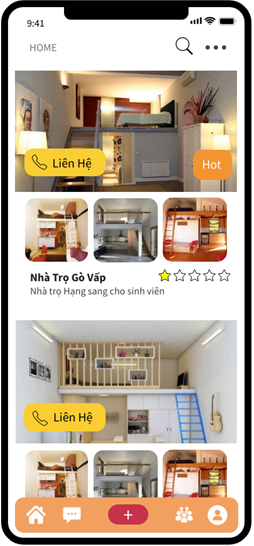 9:41
HOME
Liên Hệ
Hot
Nhà Trọ Gò Vấp
Nhà trọ Hạng sang cho sinh viên
Liên Hệ